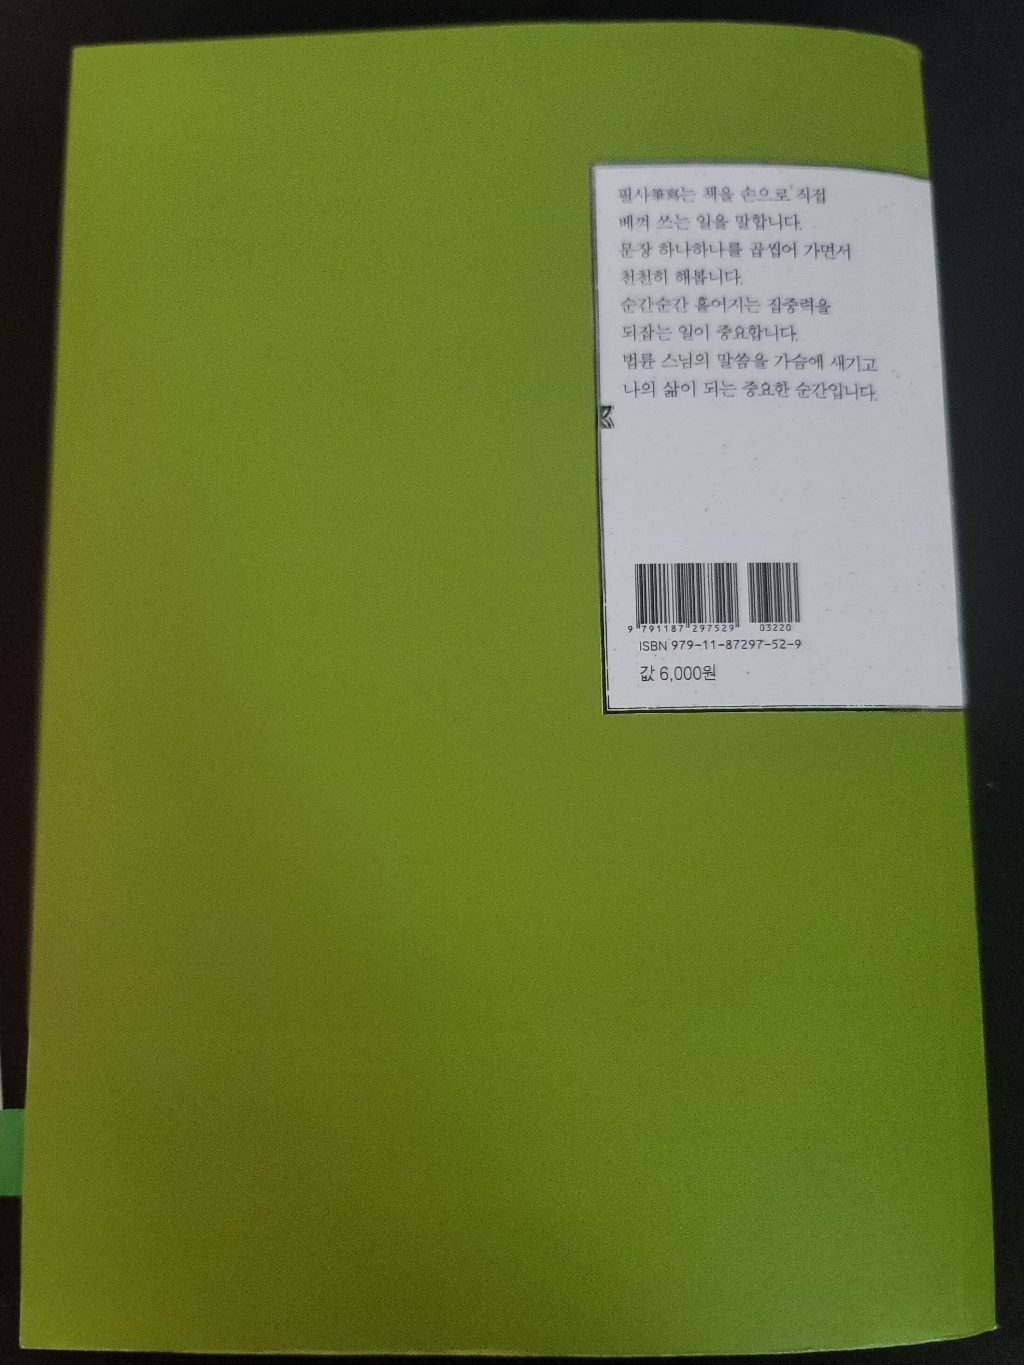 필사筆寫는 책을 손으로 직접
베껴 쓰는 일을 말합니다.
문장 하나하나를 곱씹어 가면서
천천히 해봅니다.
순간순간 흩어지는 집중력을
되잡는 일이 중요합니다.
법륜 스님의 말씀을 가슴에 새기고
나의 삶이 되는 중요한 순간입니다.
9 791187 297529 03220
ISBN 979-11-87297-52-9
값 6,000원